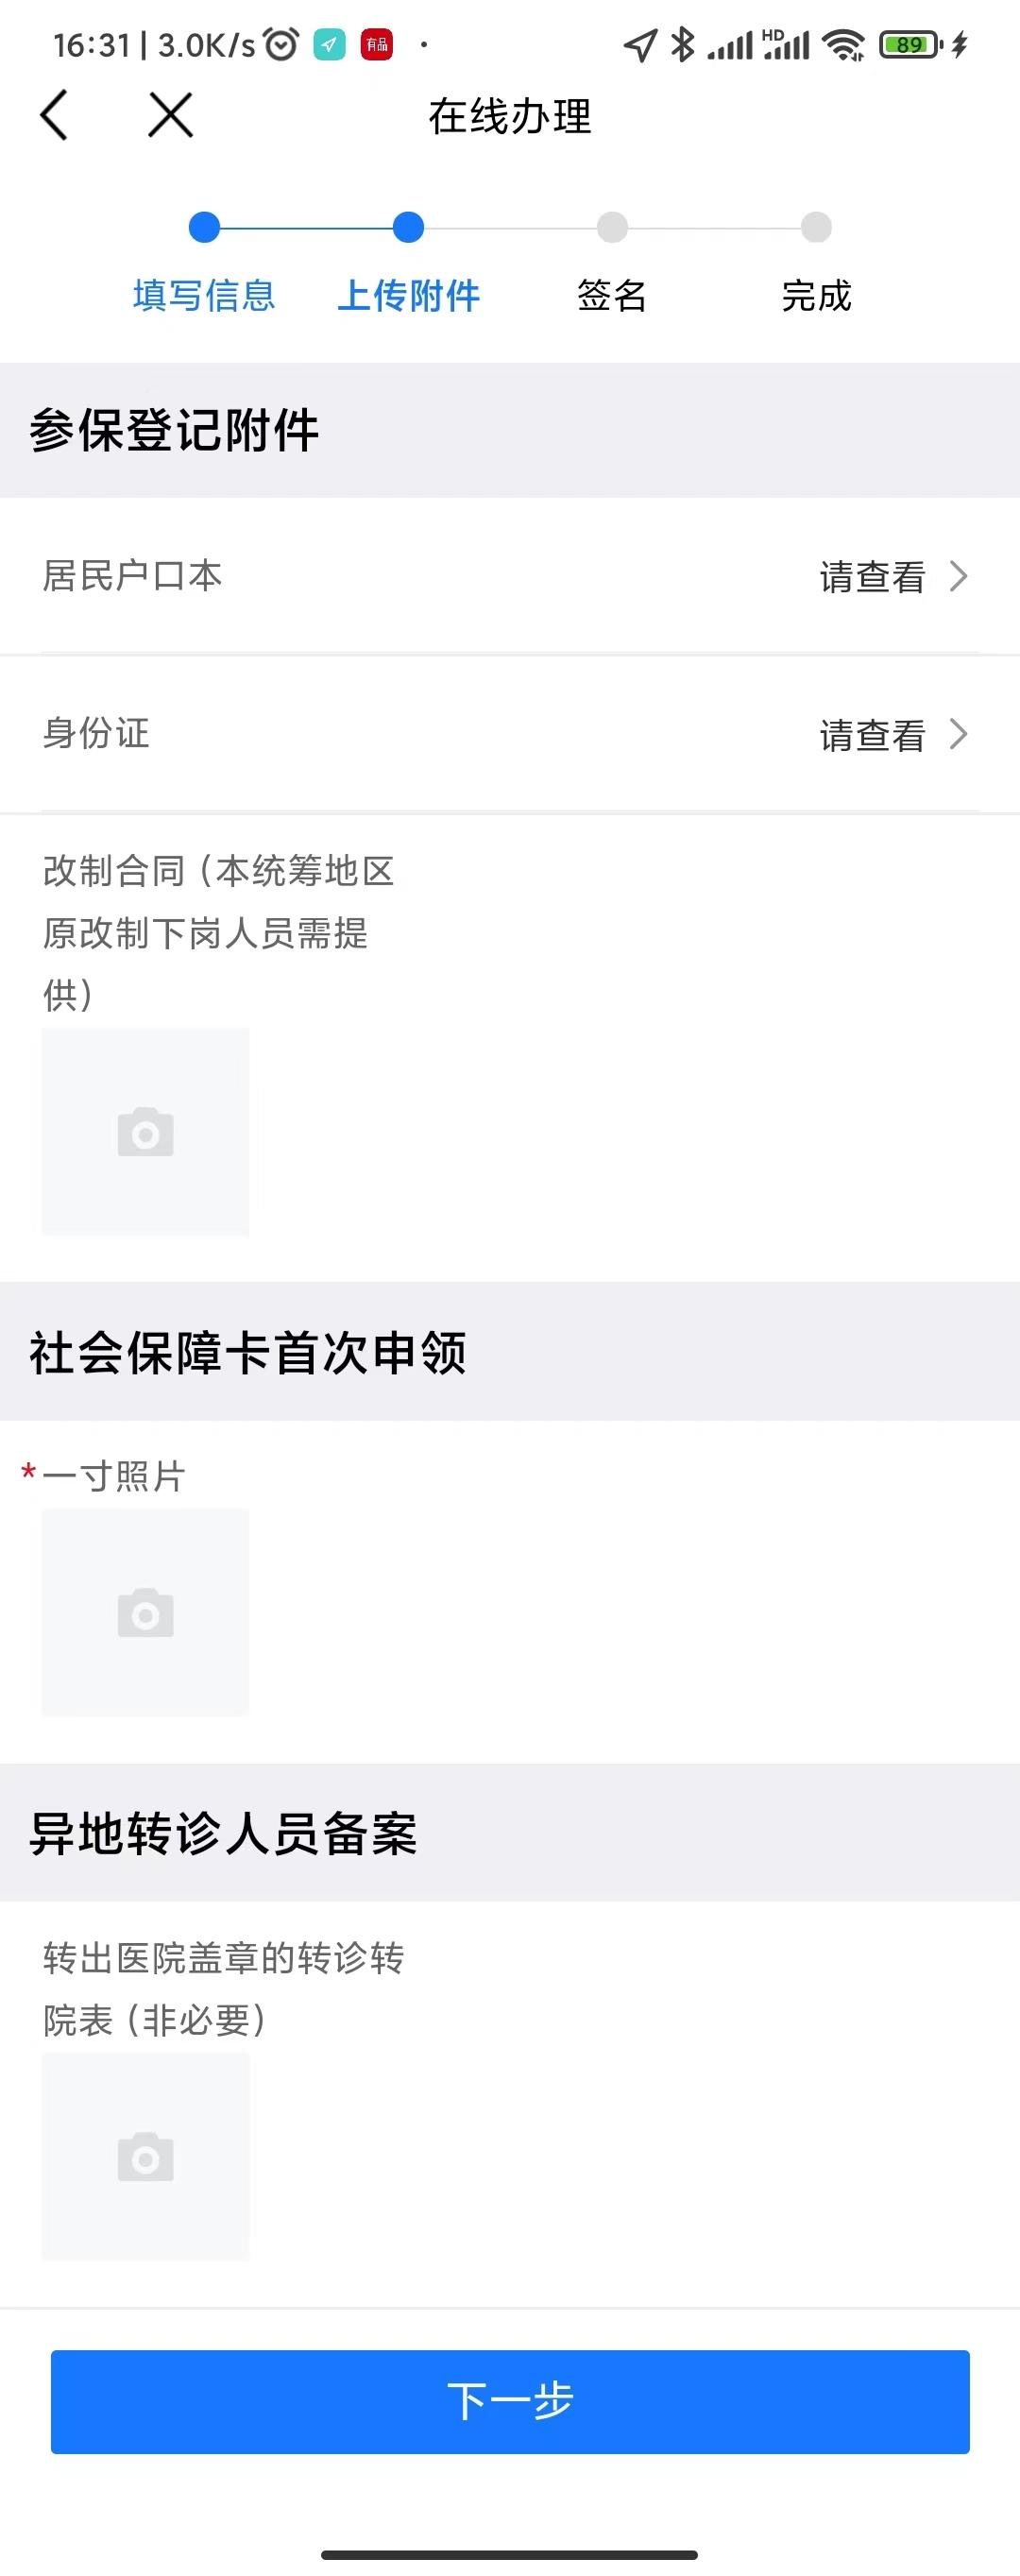 16:31 | 3.0K/s 有品 HD 89
在线办理
填写信息 上传附件 签名 完成
参保登记附件
居民户口本 请查看
身份证 请查看
改制合同（本统筹地区
原改制下岗人员需提
供）
社会保障卡首次申领
*一寸照片
异地转诊人员备案
转出医院盖章的转诊转
院表（非必要）
下一步